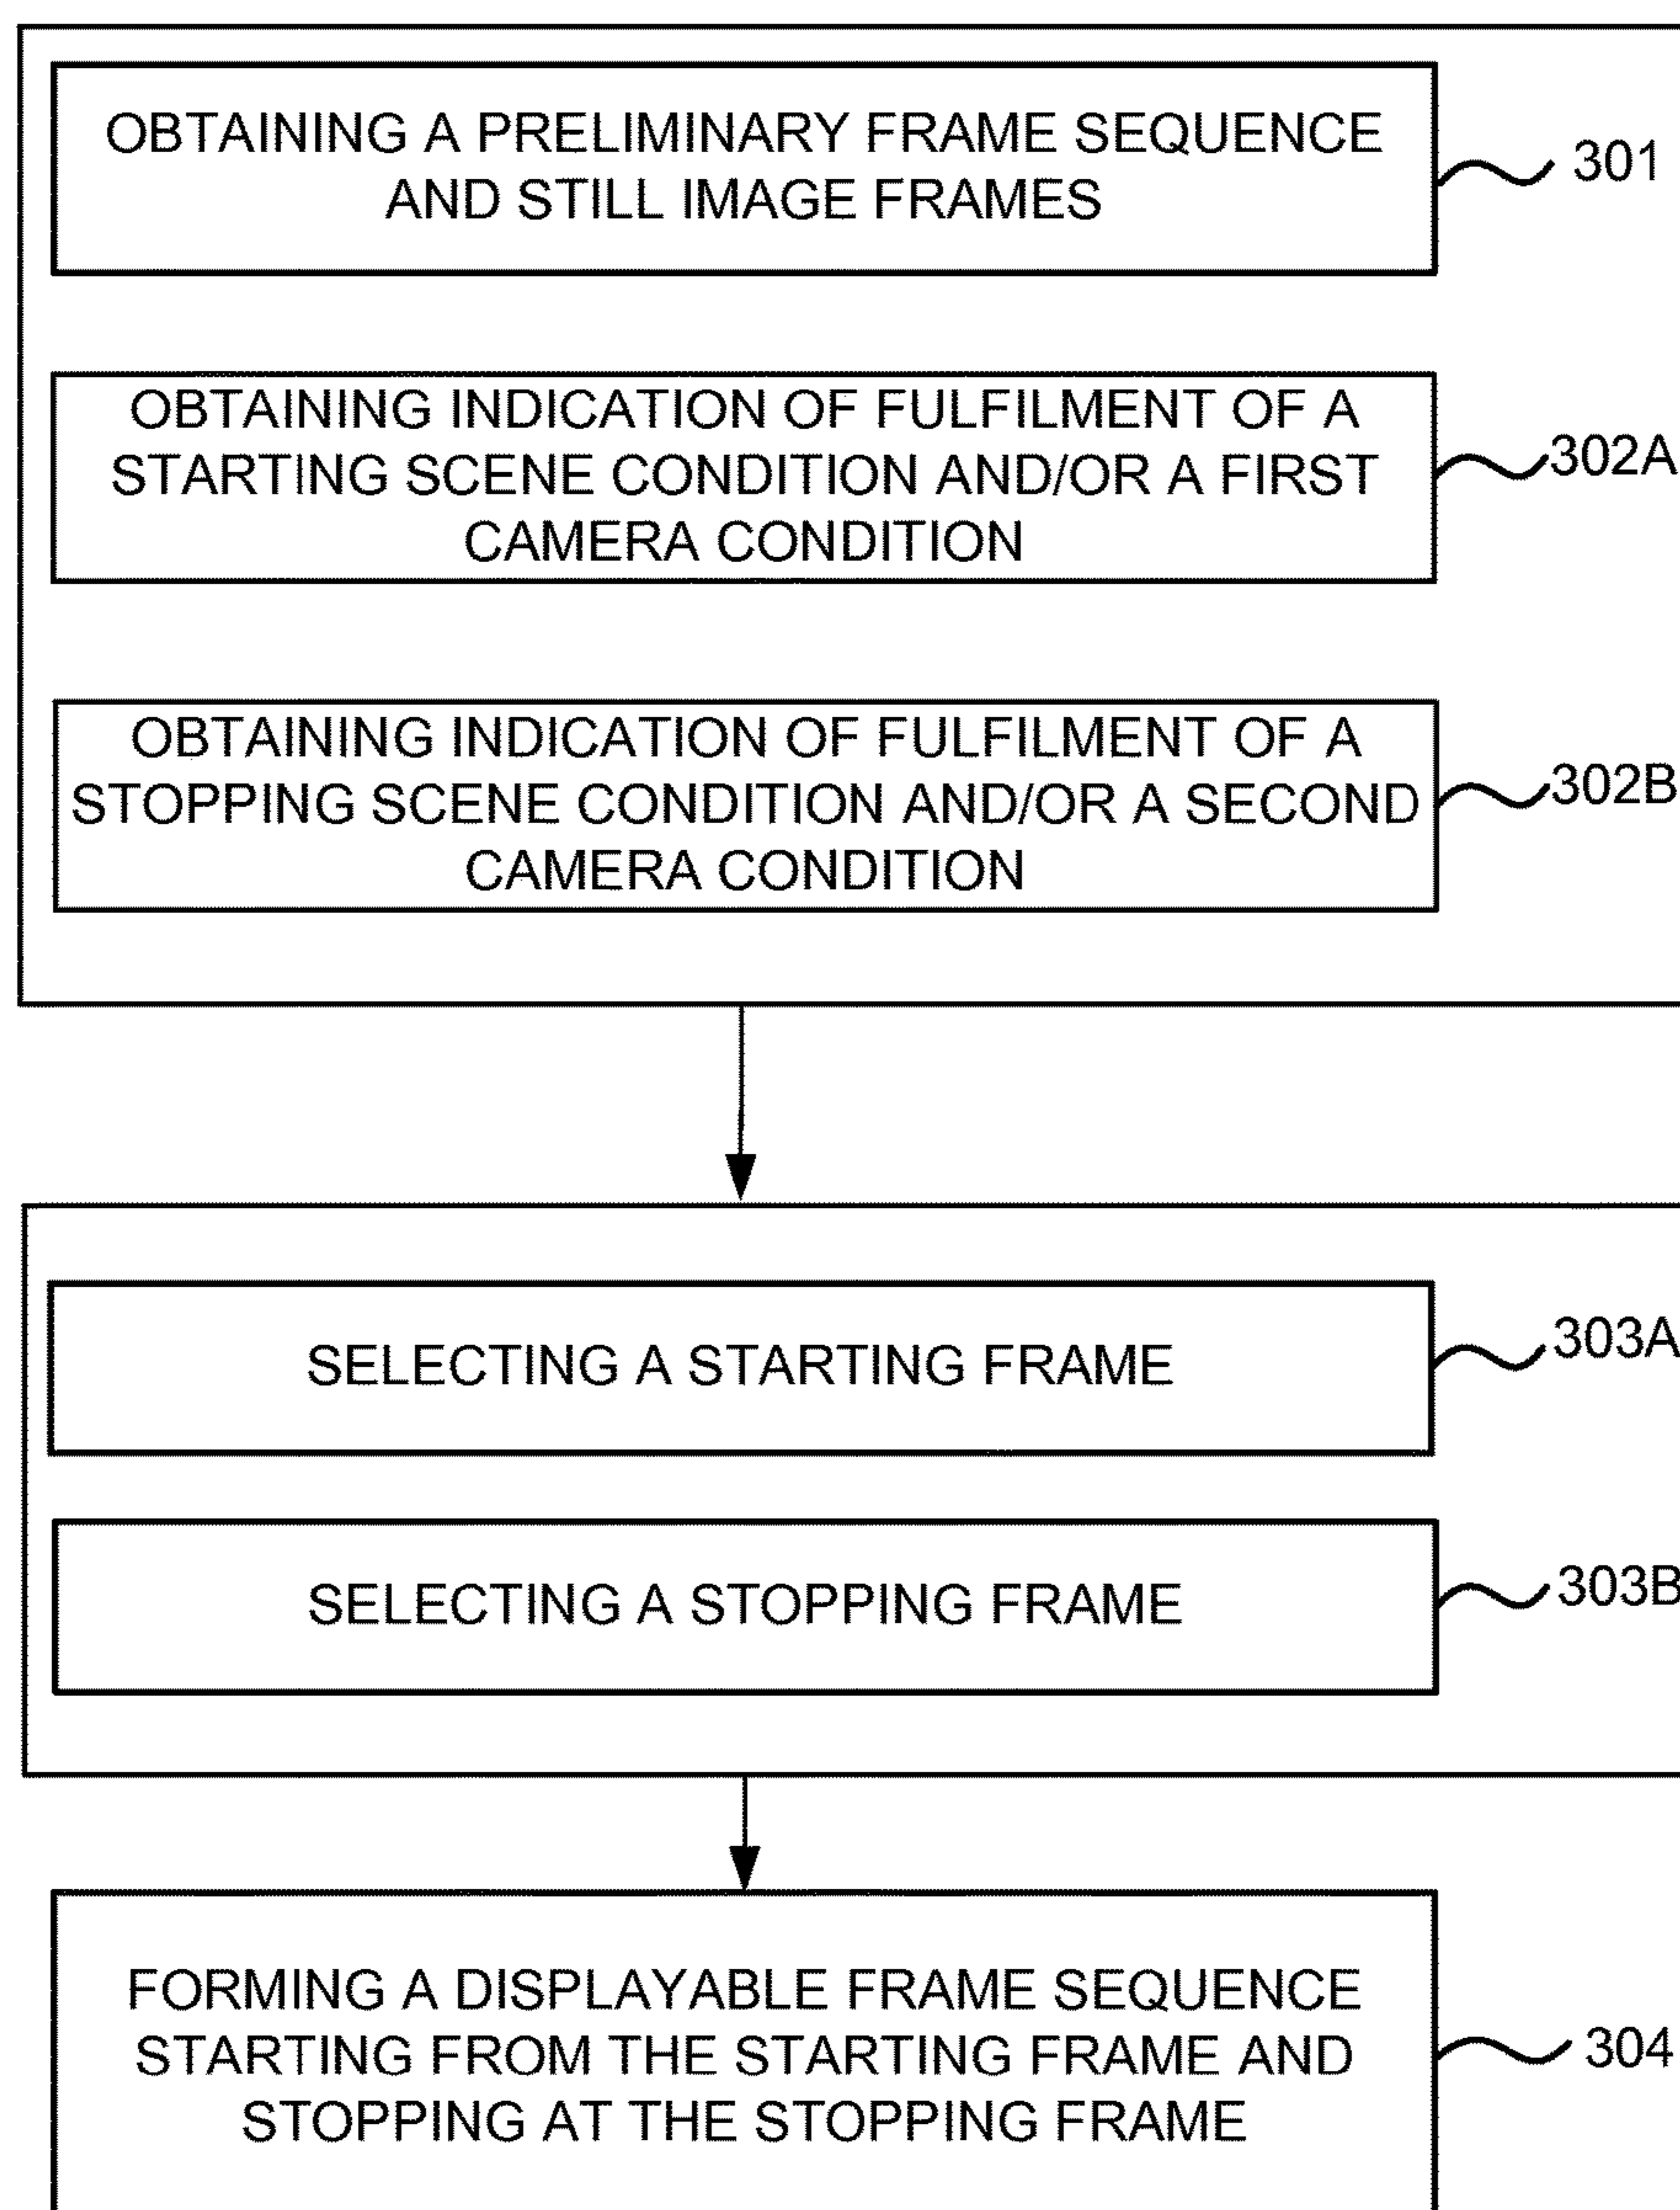 OBTAINING A PRELIMINARY FRAME SEQUENCE
AND STILL IMAGE FRAMES
301
OBTAINING INDICATION OF FULFILMENT OF A
STARTING SCENE CONDITION AND/OR A FIRST
CAMERA CONDITION
302A
OBTAINING INDICATION OF FULFILMENT OF A
STOPPING SCENE CONDITION AND/OR A SECOND
CAMERA CONDITION
302B
SELECTING A STARTING FRAME
303A
SELECTING A STOPPING FRAME
303B
FORMING A DISPLAYABLE FRAME SEQUENCE
STARTING FROM THE STARTING FRAME AND
STOPPING AT THE STOPPING FRAME
304